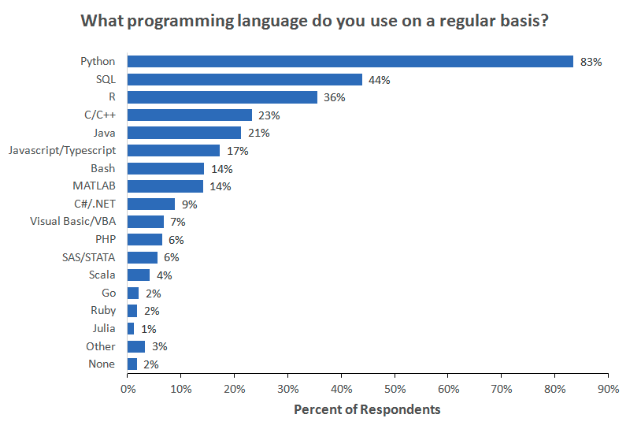 What programming language do you use on a regular basis?
Python 83%
SQL 44%
R 36%
C/C++ 23%
Java 21%
Javascript/Typescript 17%
Bash 14%
MATLAB 14%
C#/.NET 9%
Visual Basic/VBA 7%
PHP 6%
SAS/STATA 6%
Scala 4%
Go 2%
Ruby 2%
Julia 1%
Other 3%
None 2%
0% 10% 20% 30% 40% 50% 60% 70% 80% 90%
Percent of Respondents